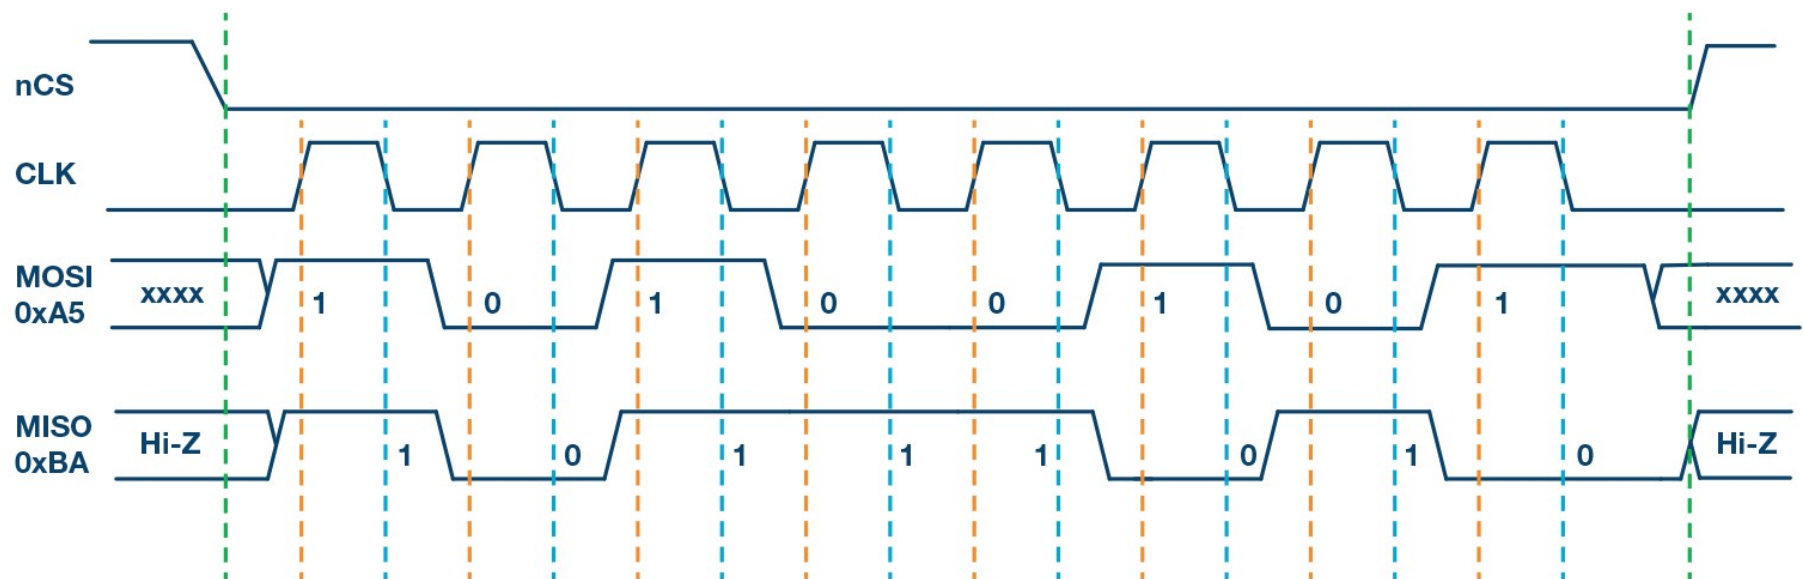 nCS
CLK
MOSI
0xA5
xxxx
1 0 1 0 0 1 0 1
xxxx
MISO
0xBA
Hi-Z
1 0 1 1 1 0 1 0
Hi-Z